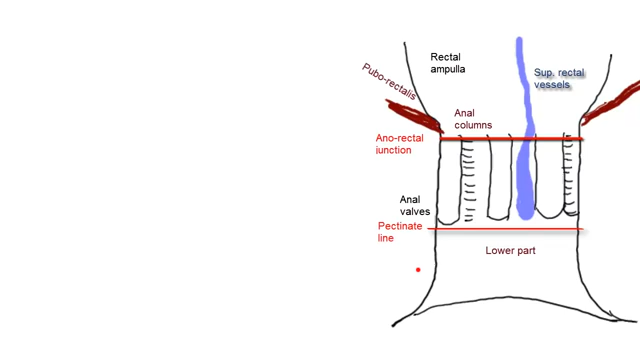 Rectal
ampulla
Pubo-rectalis
Sup. rectal
vessels
Anal
columns
Ano-rectal
junction
Anal
valves
Pectinate
line
Lower part